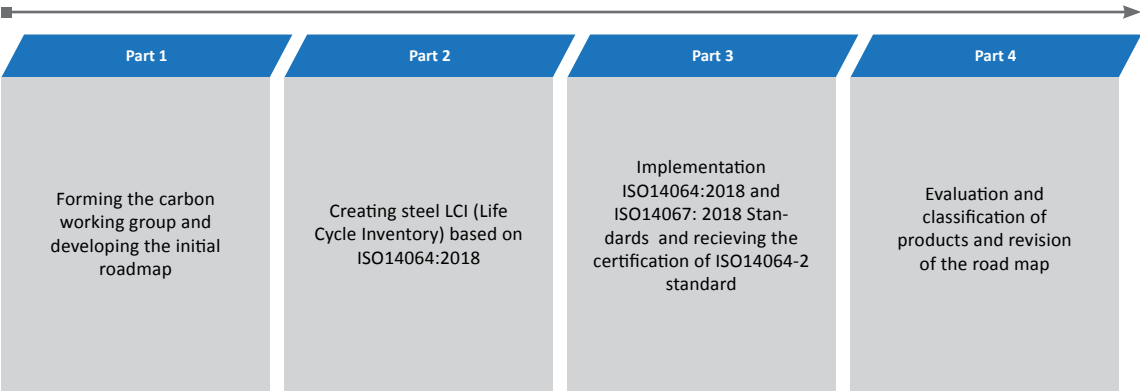 Part 1
Forming the carbon
working group and
developing the initial
roadmap
Part 2
Creating steel LCI (Life
Cycle Inventory) based on
ISO14064:2018
Part 3
Implementation
ISO14064:2018 and
ISO14067: 2018 Stan-
dards and recieving the
certification of ISO14064-2
standard
Part 4
Evaluation and
classification of
products and revision
of the road map